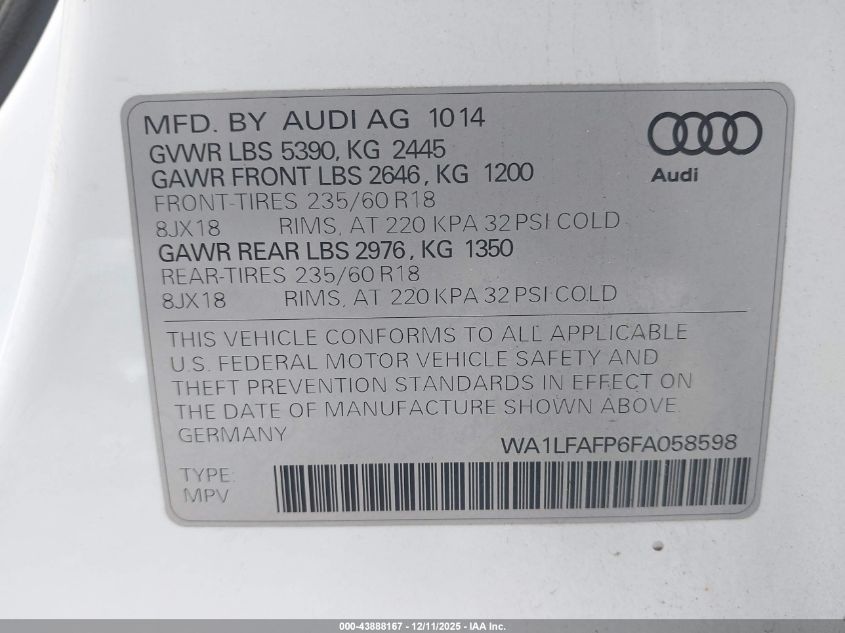 MFD. BY AUDI AG 1014
GVWR LBS 5390, KG 2445
GAWR FRONT LBS 2646, KG 1200
FRONT-TIRES 235/60 R18
8JX18 RIMS, AT 220 KPA 32 PSI COLD
GAWR REAR LBS 2976, KG 1350
REAR-TIRES 235/60 R18
8JX18 RIMS, AT 220 KPA 32 PSI COLD
Audi
THIS VEHICLE CONFORMS TO ALL APPLICABLE
U.S. FEDERAL MOTOR VEHICLE SAFETY AND
THEFT PREVENTION STANDARDS IN EFFECT ON
THE DATE OF MANUFACTURE SHOWN ABOVE.
GERMANY
WA1LFAFP6FA058598
TYPE:
MPV
000-43888167 - 12/11/2025 - IAA Inc.